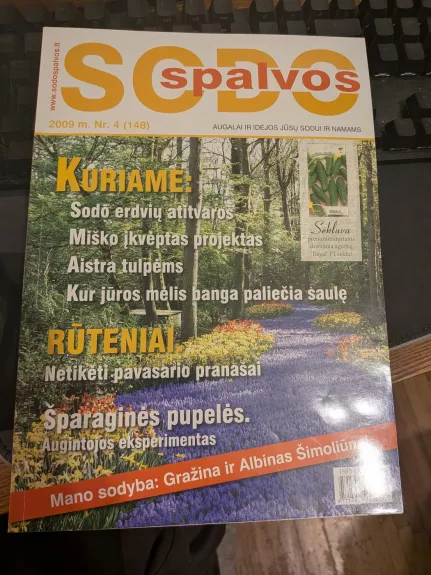 www.sodospalvos.lt
SODO
spalvos
2009 m. Nr. 4 (148)
AUGALAI IR IDĖJOS JŪSŲ SODUI IR NAMAMS
KURIAME:
Sodo erdvių atitvaros
Miško įkvėptas projektas
Aistra tulpėms
Kur jūros mėlis banga paliečia saulę
Sėkluva
RŪTENIAI.
Netikėti pavasario pranašai
Šparaginės pupelės.
Augintojos eksperimentas
Mano sodyba: Gražina ir Albinas Šimoliūn